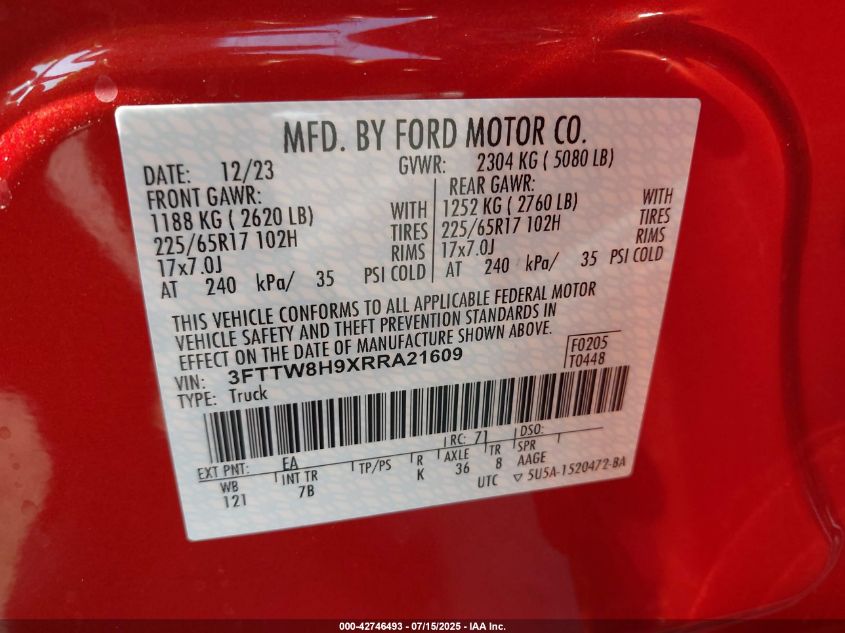 MFD. BY FORD MOTOR CO.
DATE: 12/23 GVWR: 2304 KG ( 5080 LB)
FRONT GAWR: REAR GAWR:
1188 KG ( 2620 LB) WITH 1252 KG ( 2760 LB) WITH
225/65R17 102H TIRES 225/65R17 102H TIRES
17x7.0J RIMS 17x7.0J RIMS
AT 240 kPa/ 35 PSI COLD AT 240 kPa/ 35 PSI COLD
THIS VEHICLE CONFORMS TO ALL APPLICABLE FEDERAL MOTOR
VEHICLE SAFETY AND THEFT PREVENTION STANDARDS IN
EFFECT ON THE DATE OF MANUFACTURE SHOWN ABOVE.
VIN: 3FTTW8H9XRRA21609 F0205
TYPE: Truck T0448
EXT PNT: EA RC: 71 DSO:
WB INT TR TP/PS R AXLE TR SPR
121 7B K 36 8 AAGE
UTC ▽ 5U5A-1520472-BA
000-42746493 - 07/15/2025 - IAA Inc.